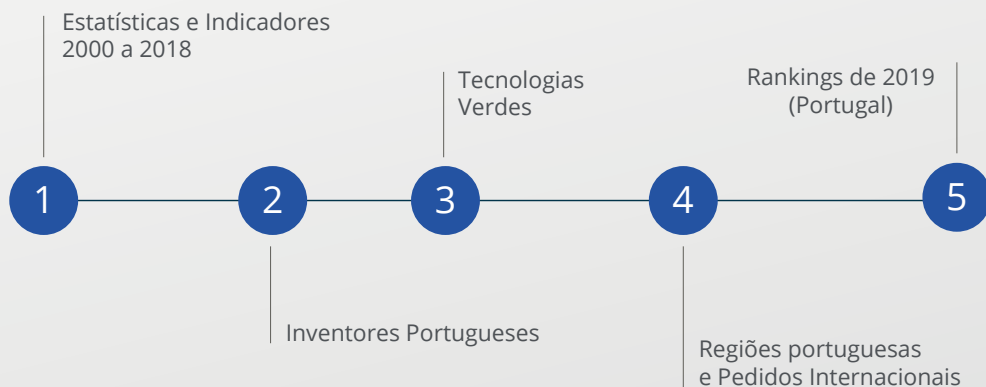 1
Estatísticas e Indicadores
2000 a 2018
2
Inventores Portugueses
3
Tecnologias
Verdes
4
Regiões portuguesas
e Pedidos Internacionais
5
Rankings de 2019
(Portugal)